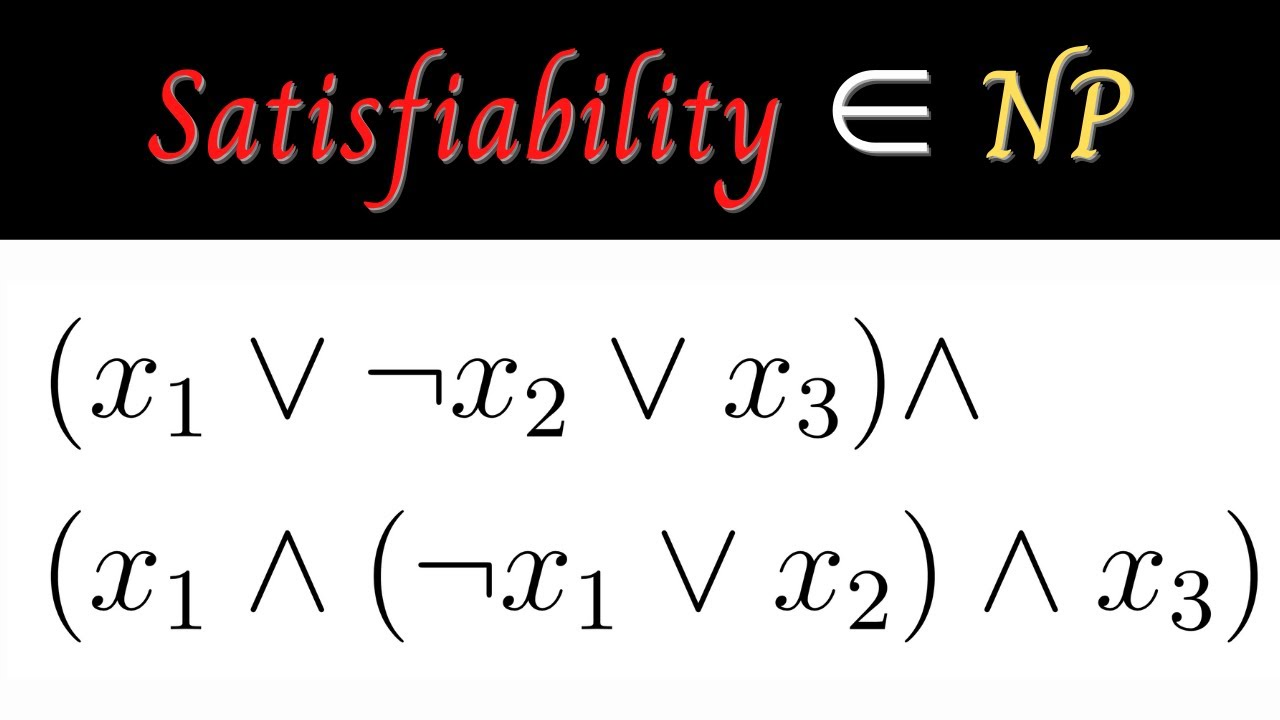 Satisfiability ∈ NP
(x₁ ∨ ¬x₂ ∨ x₃)∧
(x₁ ∧ (¬x₁ ∨ x₂) ∧ x₃)